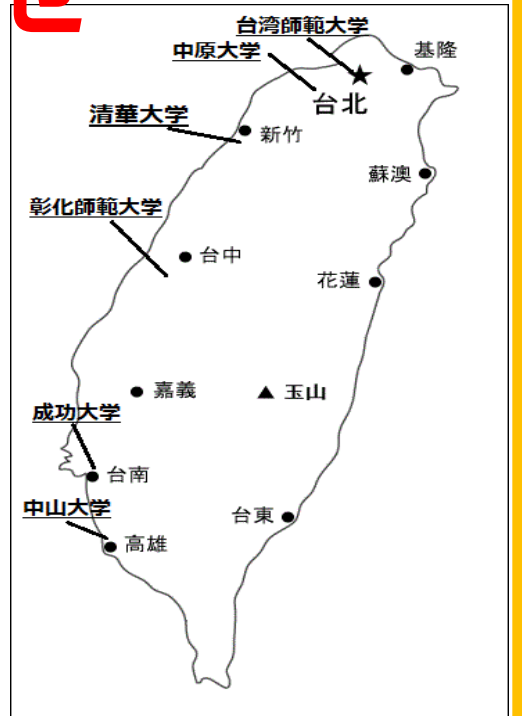 台湾師範大学
中原大学
基隆
台北
清華大学
新竹
蘇澳
彰化師範大学
台中
花蓮
嘉義
玉山
成功大学
台南
中山大学
台東
高雄